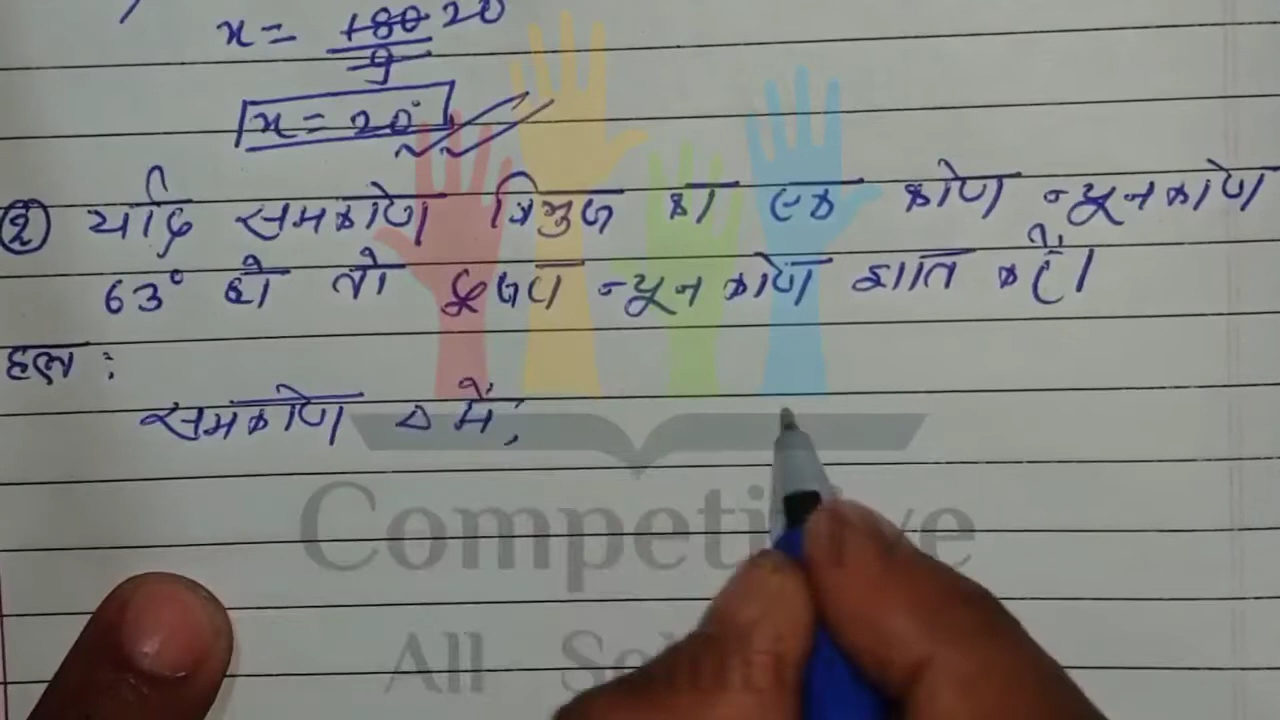 x = 180 20
9
x = 20°
② यदि समकोण त्रिभुज का एक कोण न्यूनकोण
63° हो तो दूसरा न्यूनकोण ज्ञात करें।
हल :
समकोण △ में,
Competitive
All